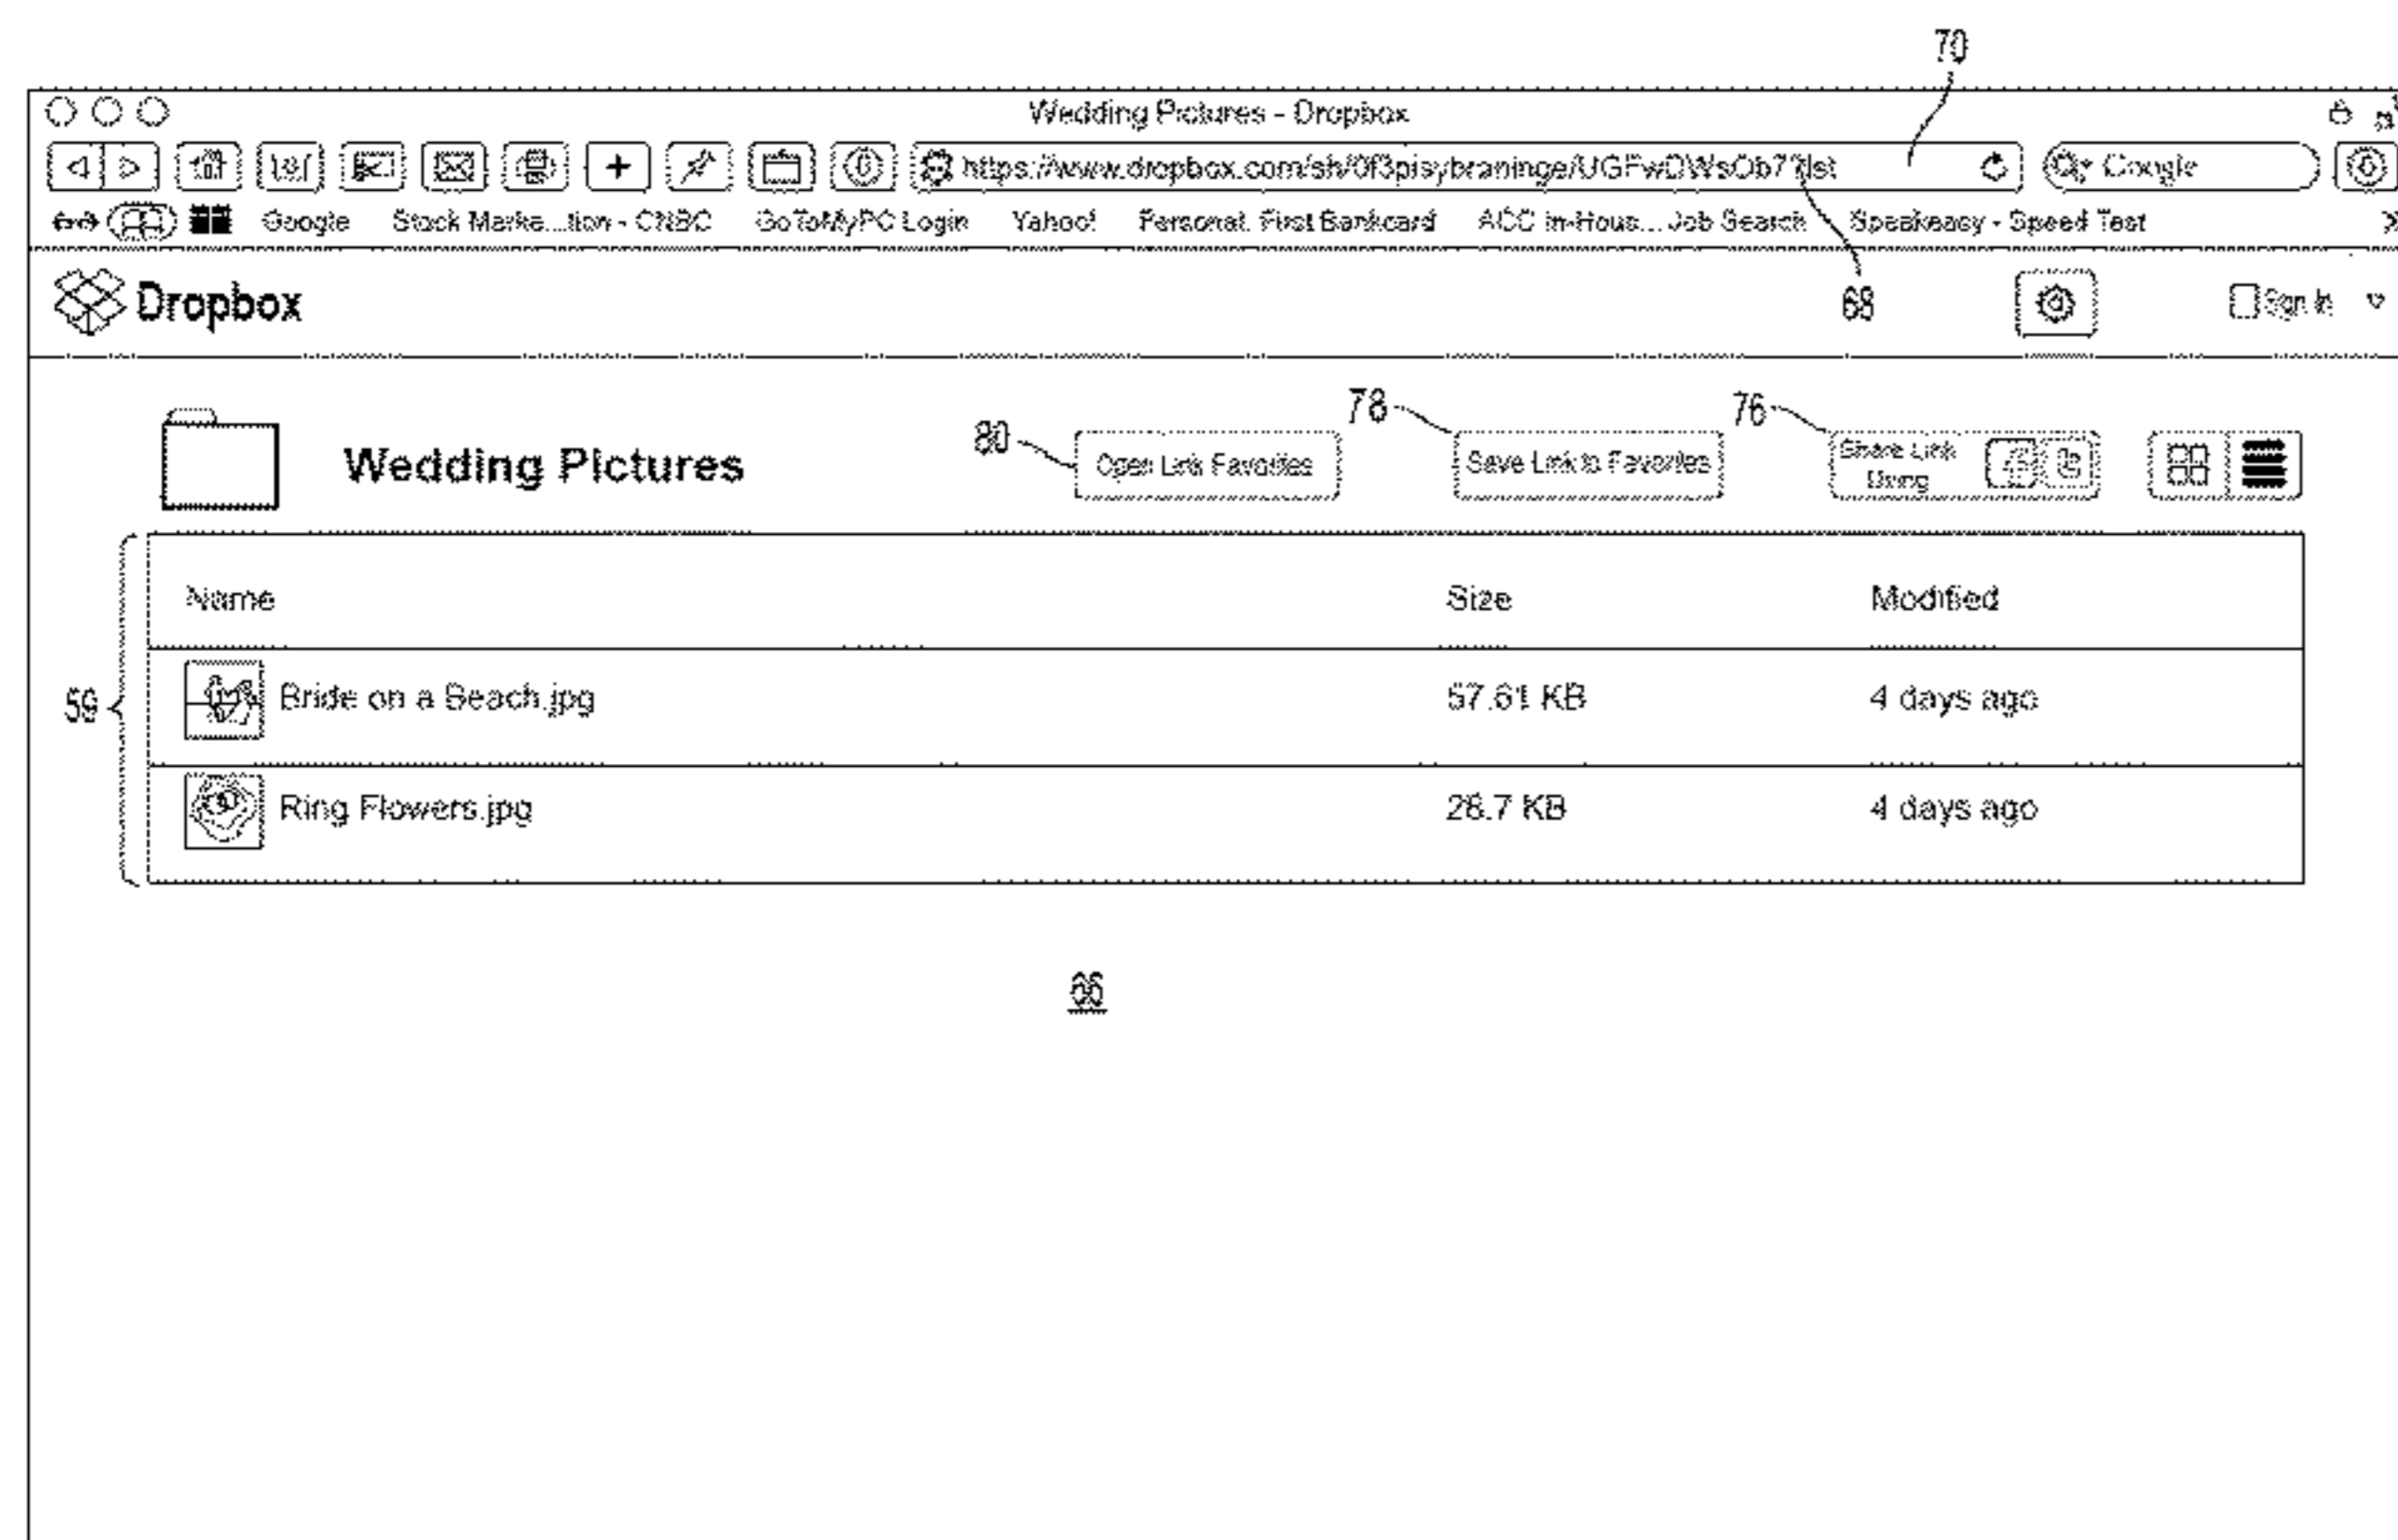 70
Wedding Pictures - Dropbox
https://www.dropbox.com/sh/0f3pisybraninge/UGFwDWsOb7?lst
Google
Google Stock Marke...tion - CNBC GoToMyPC Login Yahoo! Personal. First Bankcard ACC In-Hous... Job Search Speakeasy - Speed Test
Dropbox 68 Sign in
80 78 76
Wedding Pictures Open Link Favorites Save Link to Favorites Share Link
Using
Name Size Modified
59 Bride on a Beach.jpg 57.61 KB 4 days ago
Ring Flowers.jpg 28.7 KB 4 days ago
66